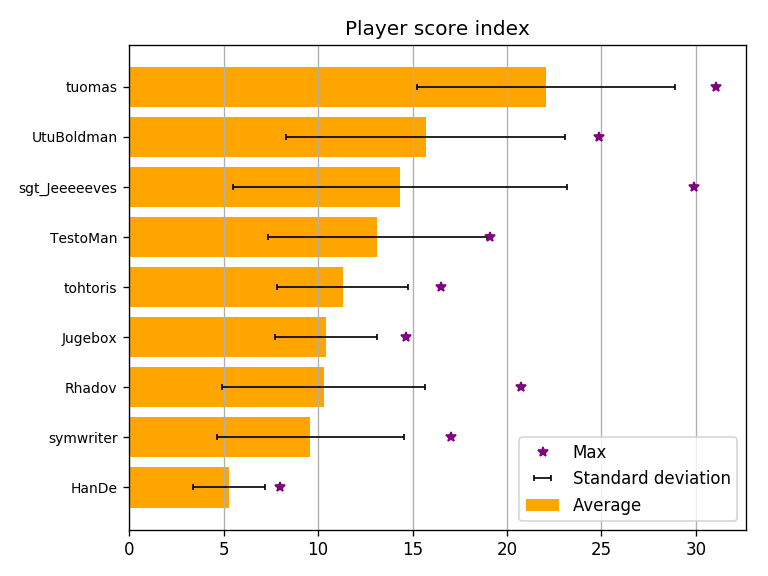 Player score index
tuomas
UtuBoldman
sgt_Jeeeeeves
TestoMan
tohtoris
Jugebox
Rhadov
symwriter
HanDe
Max
Standard deviation
Average
0 5 10 15 20 25 30